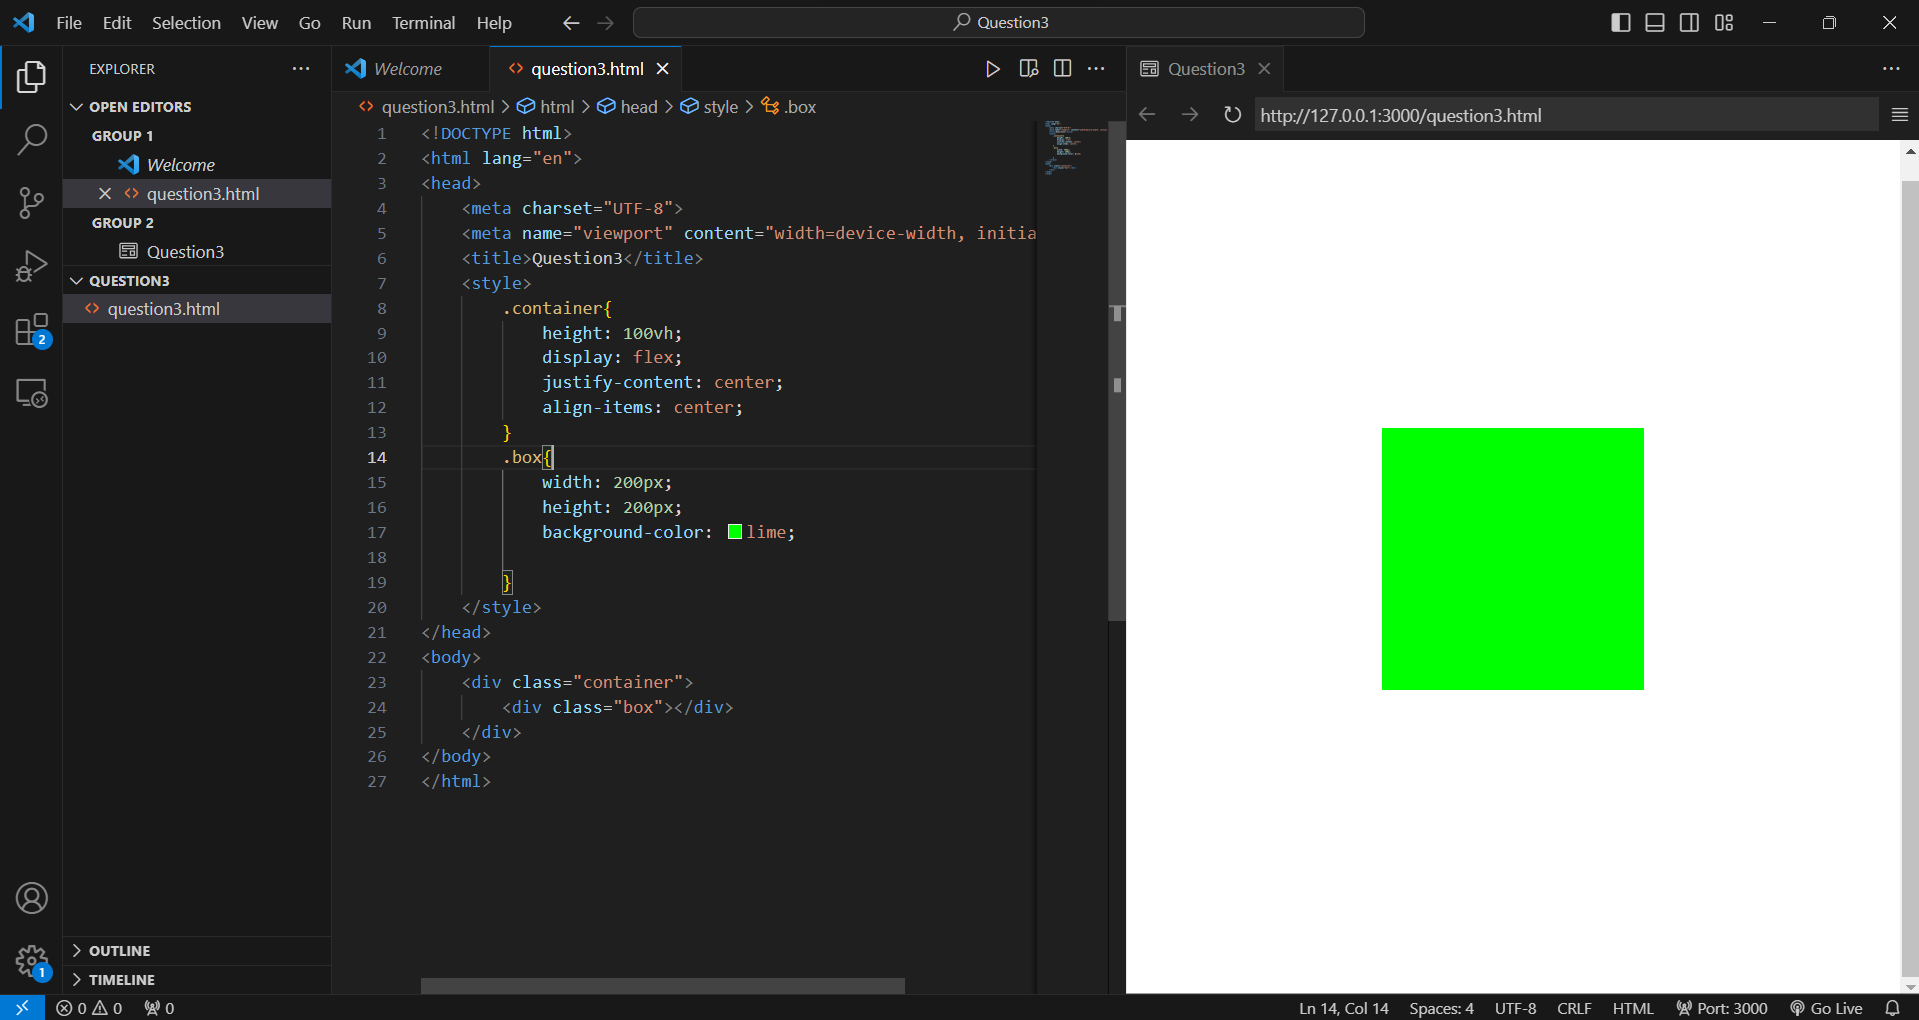 File Edit Selection View Go Run Terminal Help
Question3
EXPLORER
OPEN EDITORS
GROUP 1
Welcome
question3.html
GROUP 2
Question3
QUESTION3
question3.html
2
1
OUTLINE
TIMELINE
Welcome question3.html
question3.html > html > head > style > .box
1 <!DOCTYPE html>
2 <html lang="en">
3 <head>
4 <meta charset="UTF-8">
5 <meta name="viewport" content="width=device-width, initia
6 <title>Question3</title>
7 <style>
8 .container{
9 height: 100vh;
10 display: flex;
11 justify-content: center;
12 align-items: center;
13 }
14 .box{
15 width: 200px;
16 height: 200px;
17 background-color: lime;
18
19 }
20 </style>
21 </head>
22 <body>
23 <div class="container">
24 <div class="box"></div>
25 </div>
26 </body>
27 </html>
Question3
http://127.0.0.1:3000/question3.html
0 0 0
Ln 14, Col 14 Spaces: 4 UTF-8 CRLF HTML Port: 3000 Go Live